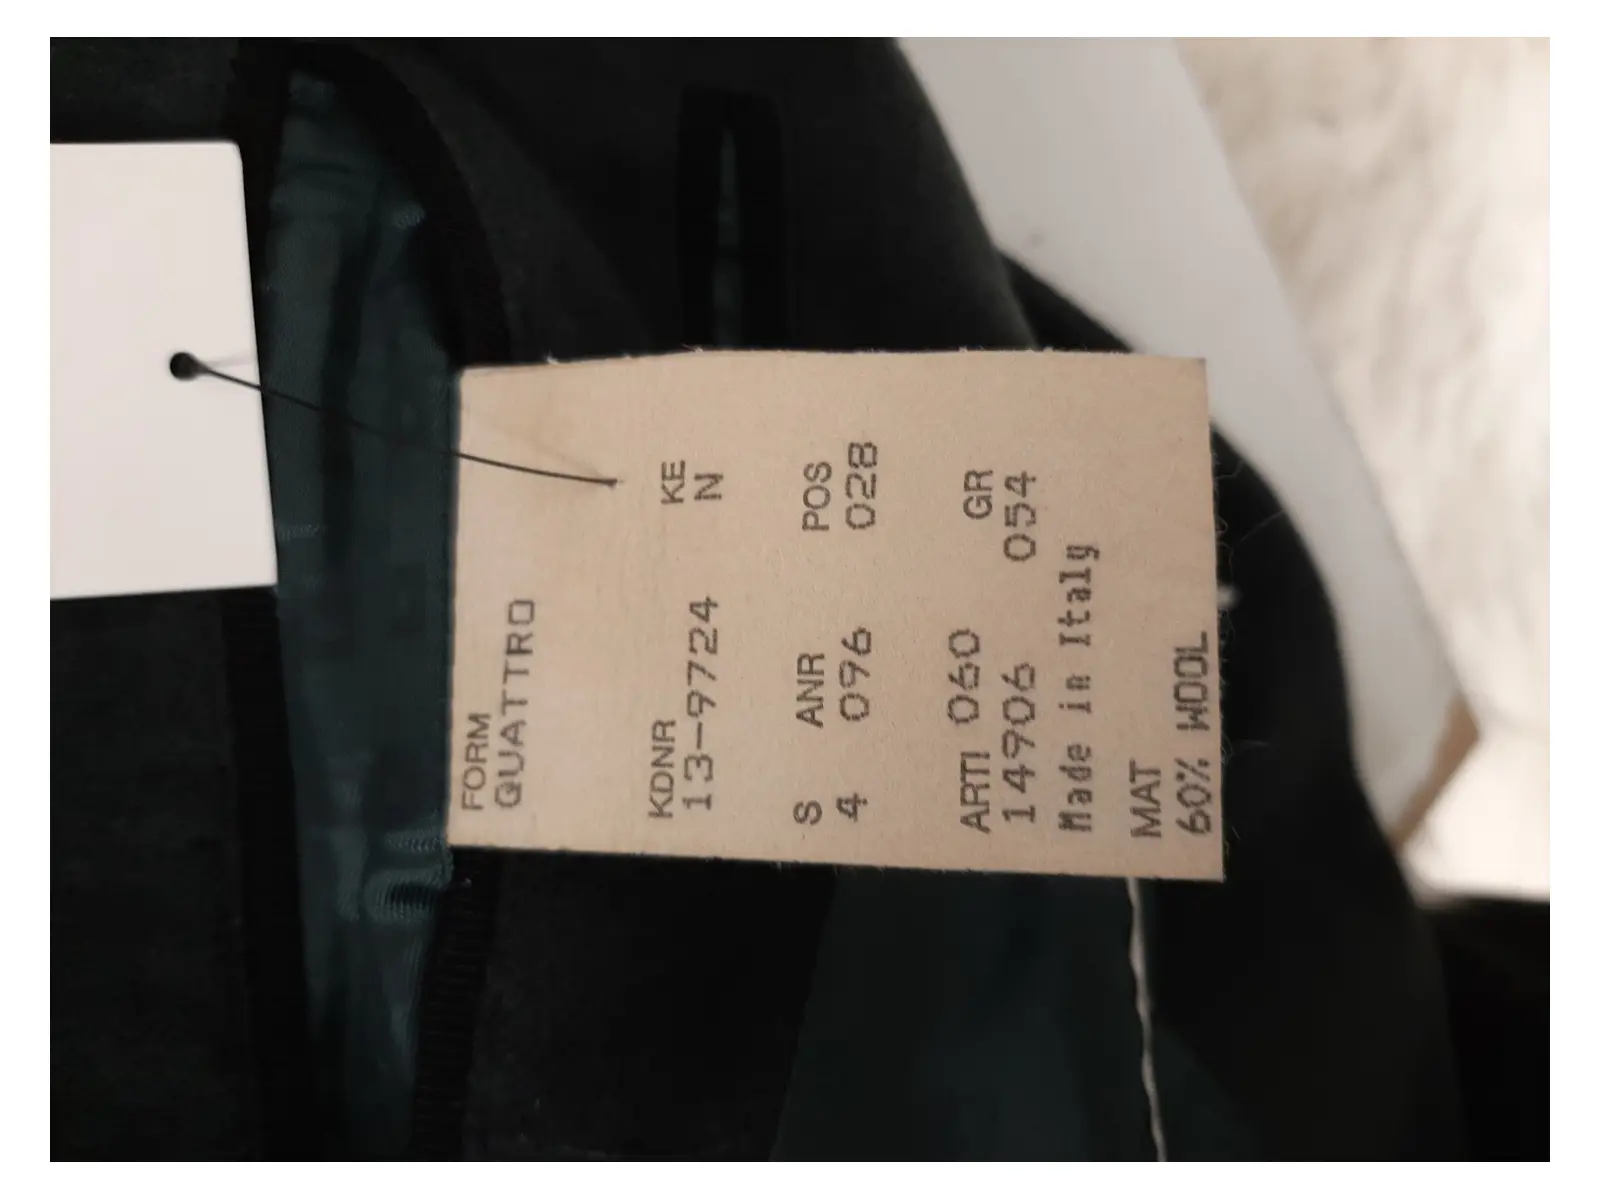 FORM
QUATTRO
KDNR KE
13-9724 N
S ANR POS
4 096 028
ARTI 060 GR
14906 054
Made in Italy
MAT
60% WOOL